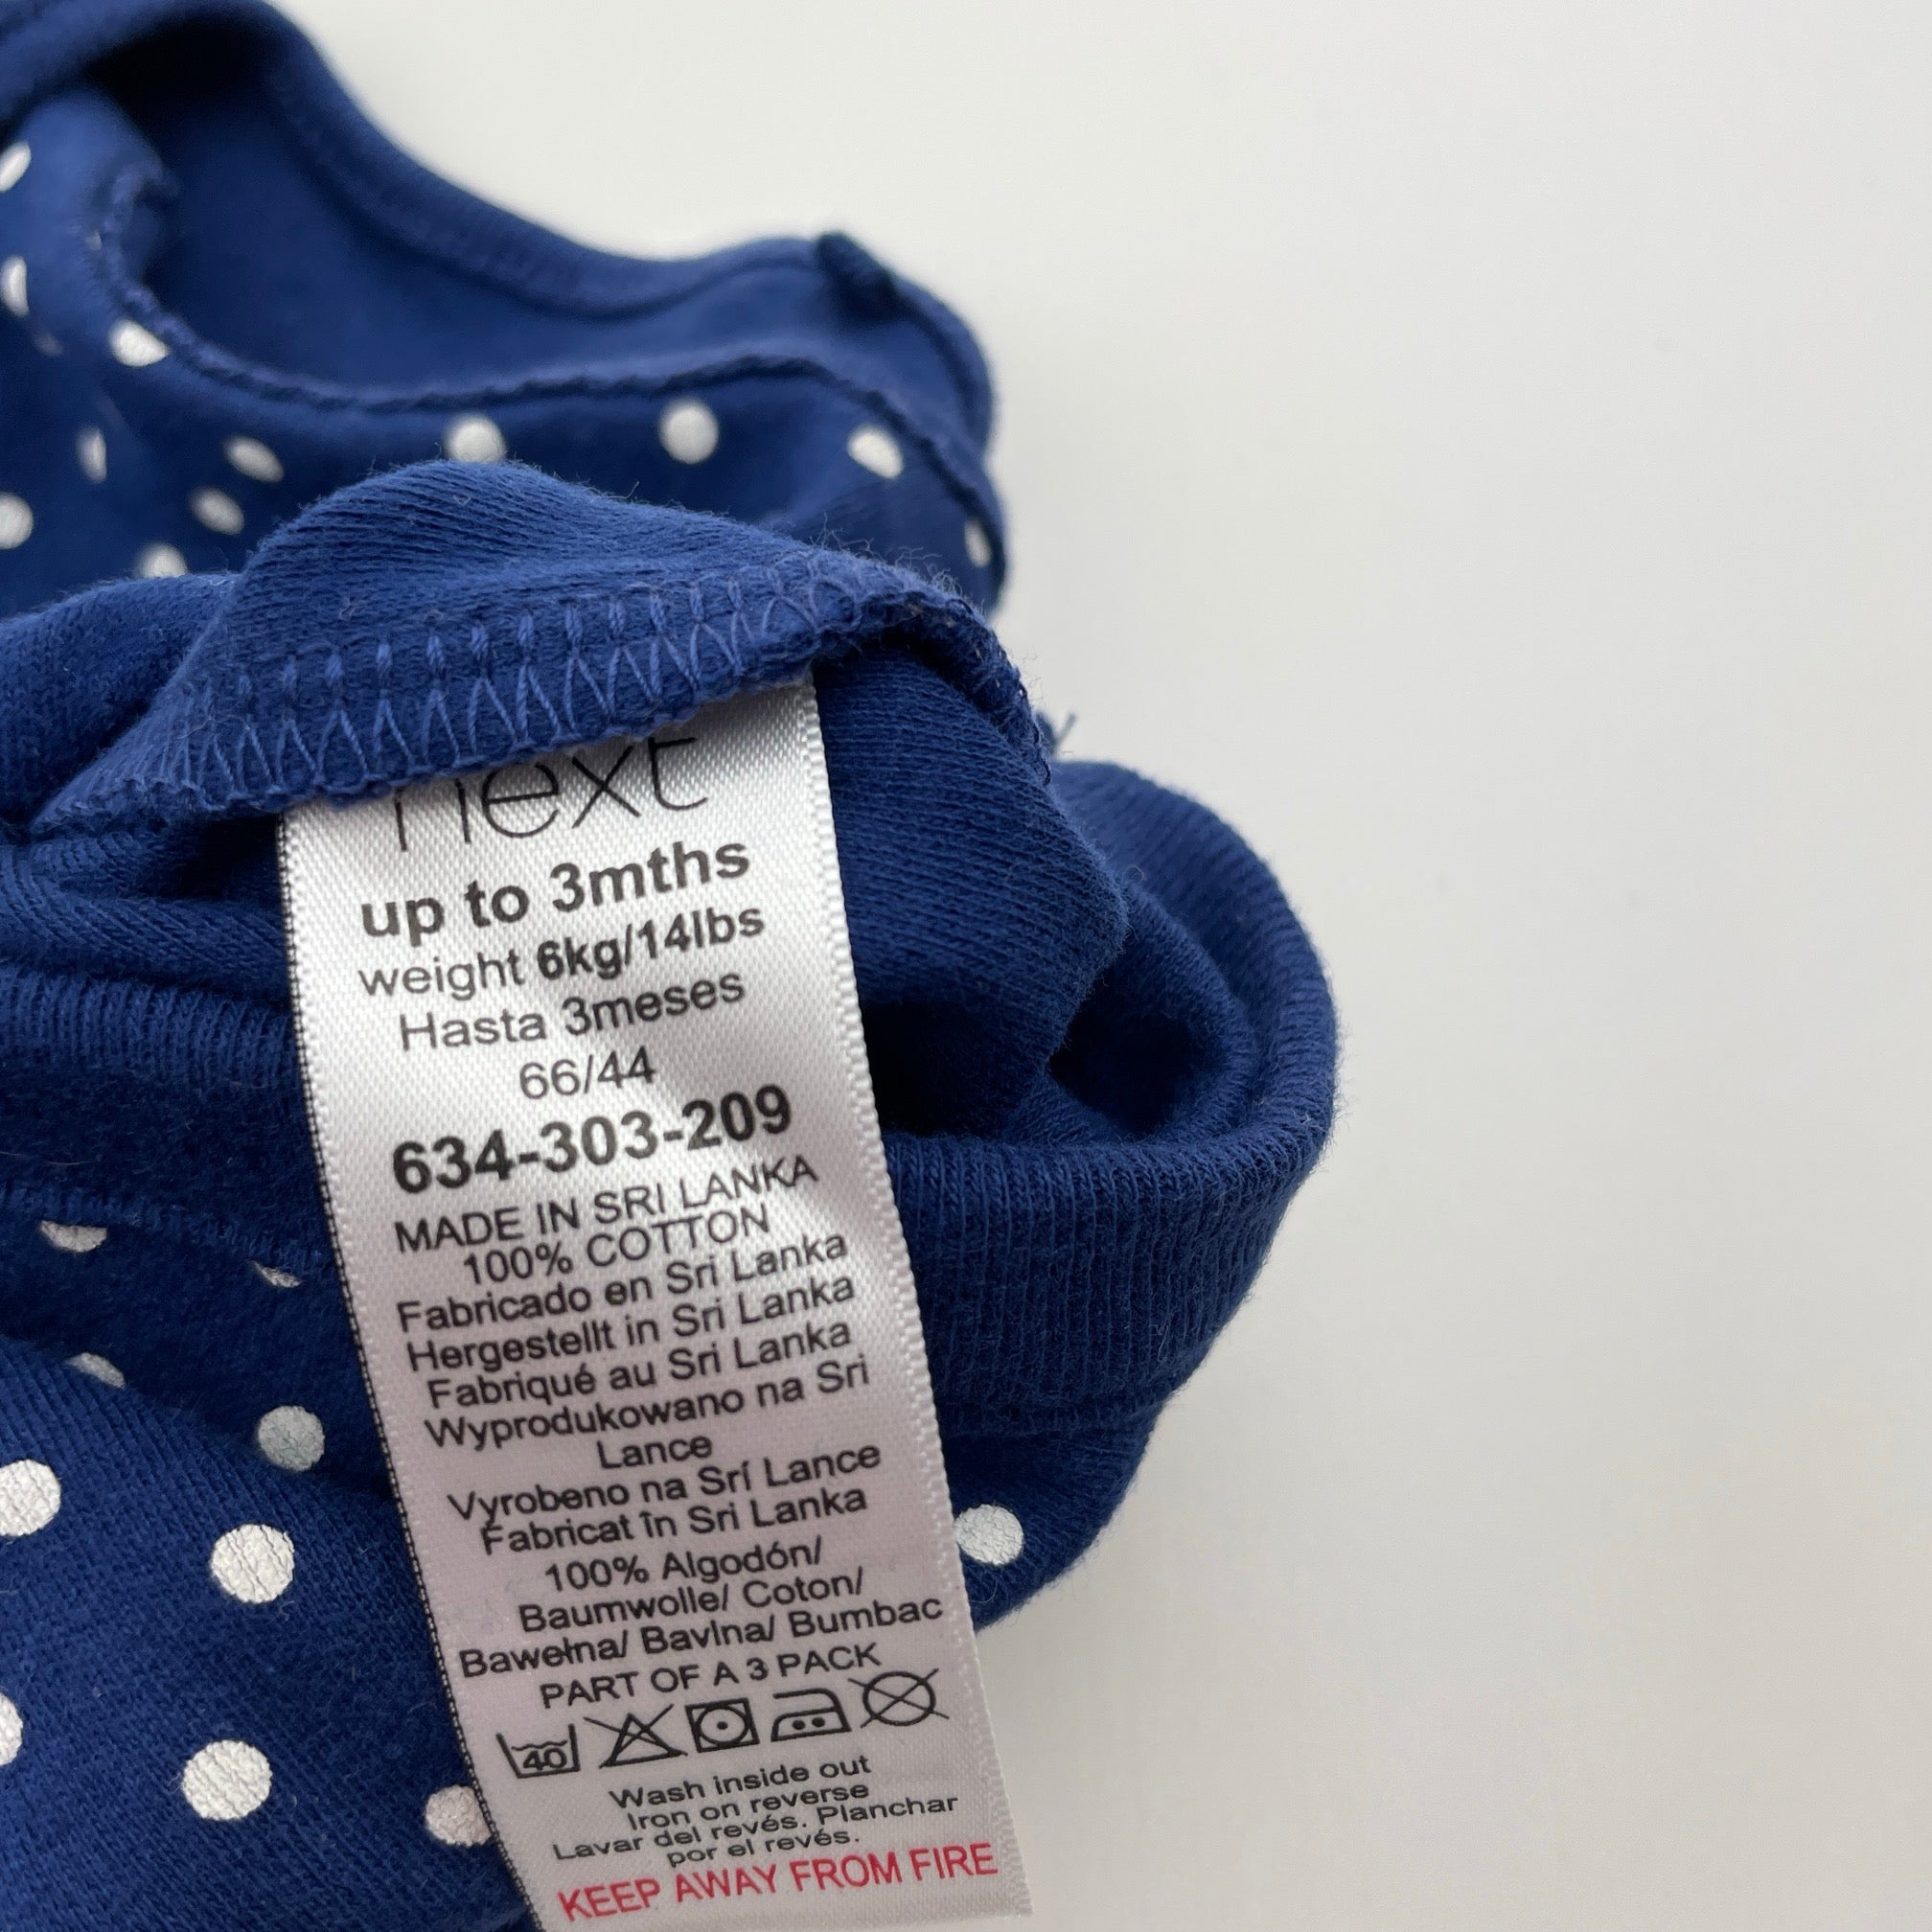 next
up to 3mths
weight 6kg/14lbs
Hasta 3meses
66/44
634-303-209
MADE IN SRI LANKA
100% COTTON
Fabricado en Sri Lanka
Hergestellt in Sri Lanka
Fabriqué au Sri Lanka
Wyprodukowano na Sri
Lance
Vyrobeno na Srí Lance
Fabricat în Sri Lanka
100% Algodón/
Baumwolle/ Coton/
Bawełna/ Bavlna/ Bumbac
PART OF A 3 PACK
40
Wash inside out
Iron on reverse
Lavar del revés. Planchar
por el revés.
KEEP AWAY FROM FIRE